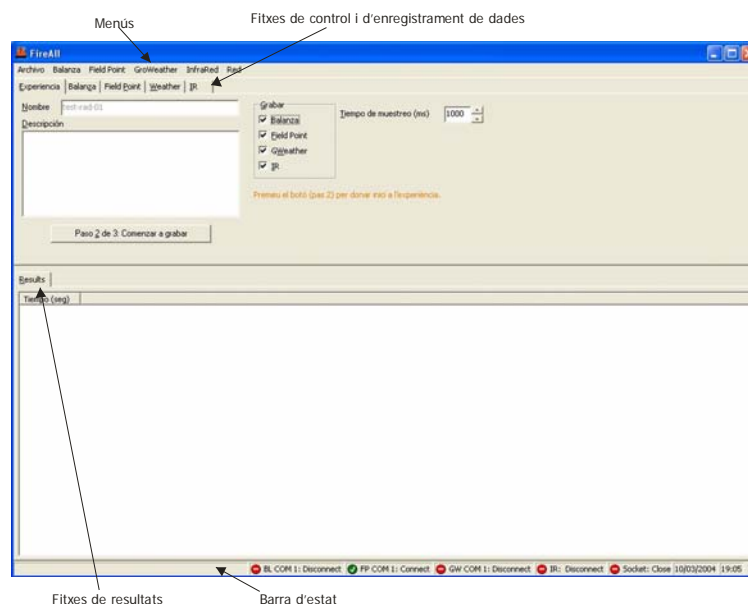 Fitxes de control i d'enregistrament de dades
Menús
FireAll
Archivo Balanza Field Point GroWeather InfraRed Red
Experiencia Balança Field Point Weather IR
Nombre test-rad-01
Descripción
Grabar
Balanza
Field Point
GWeather
IR
Tiempo de muestreo (ms) 1000
Premeu el botó (pas 2) per donar inici a l'experiència.
Paso 2 de 3: Comenzar a grabar
Results
Tiempo (seg)
BL COM 1: Disconnect FP COM 1: Connect GW COM 1: Disconnect IR: Disconnect Socket: Close 10/03/2004 19:05
Fitxes de resultats
Barra d'estat